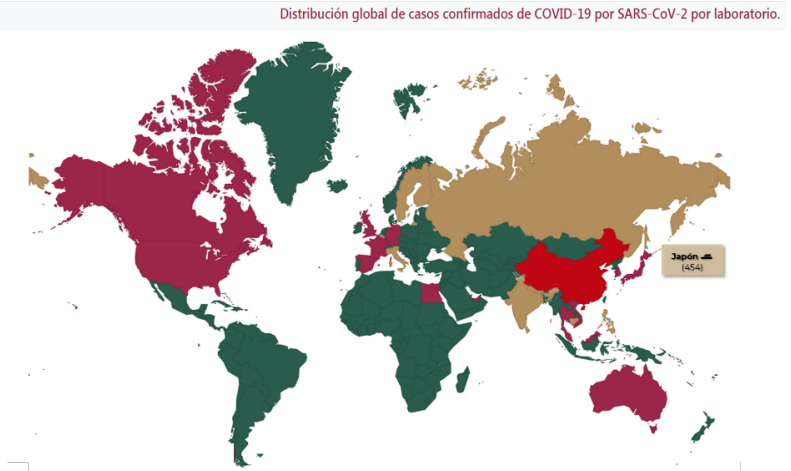 Distribución global de casos confirmados de COVID-19 por SARS-CoV-2 por laboratorio.
Japón
(454)